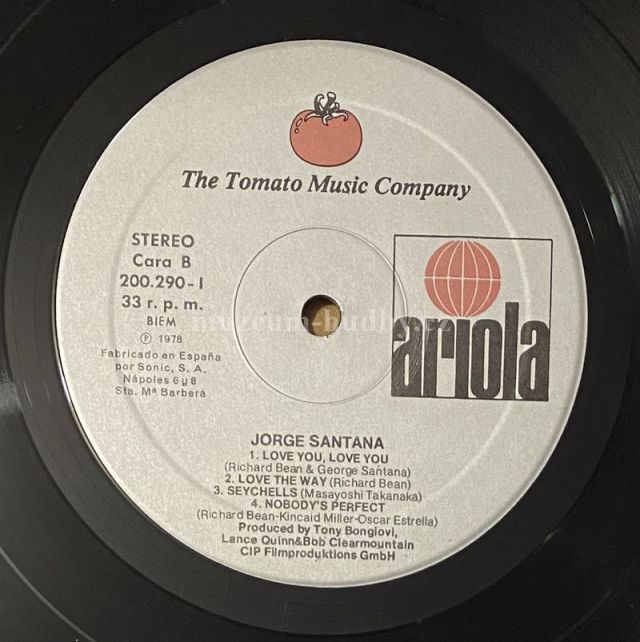 The Tomato Music Company
STEREO
Cara B
200.290-I
33 r. p. m.
BIEM
Ⓟ 1978
Fabricado en España
por Sonic, S. A.
Nápoles 6 y 8
Sta. Mª Barberá
muzeum-hudby.cz
ariola
JORGE SANTANA
1. LOVE YOU, LOVE YOU
(Richard Bean & George Santana)
2. LOVE THE WAY (Richard Bean)
3. SEYCHELLS (Masayoshi Takanaka)
4. NOBODY'S PERFECT
(Richard Bean-Kincaid Miller-Oscar Estrella)
Produced by Tony Bongiovi,
Lance Quinn&Bob Clearmountain
CIP Filmproduktions GmbH